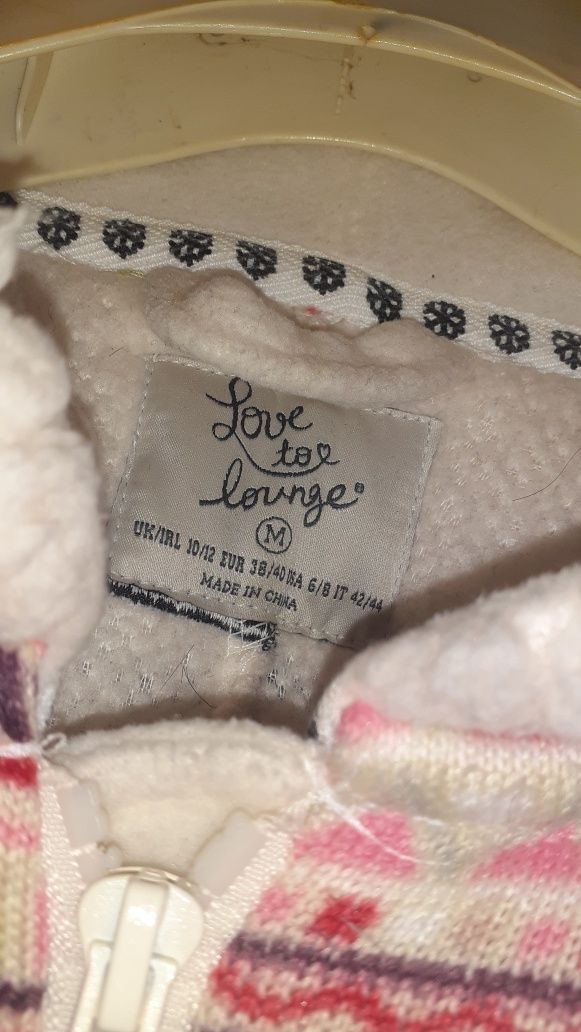 Love
to
lounge®
M
UK/IRL 10/12 EUR 38/40 USA 6/8 IT 42/44
MADE IN CHINA